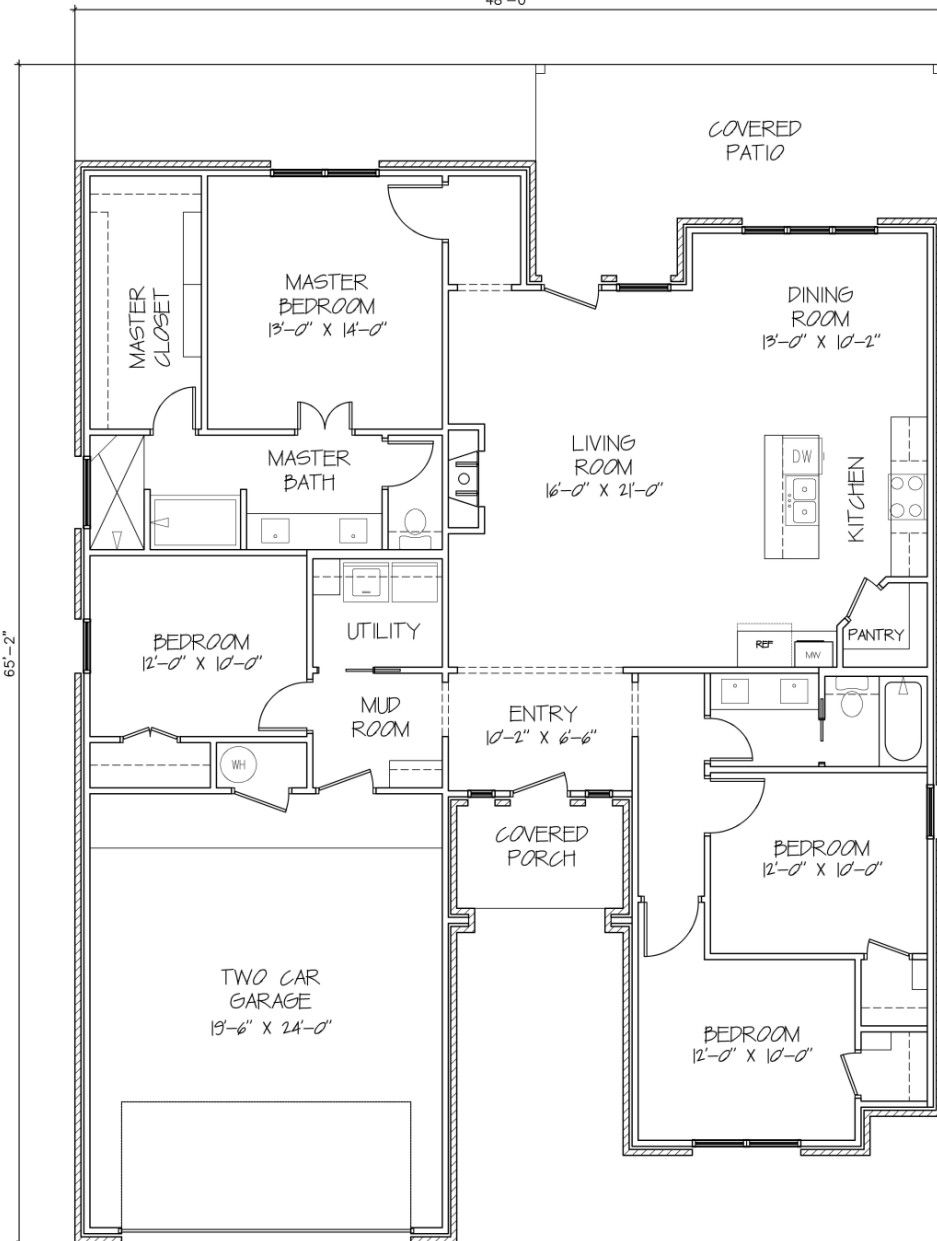 48'-0"
COVERED
PATIO
MASTER
BEDROOM
13'-0" X 14'-0"
MASTER
CLOSET
DINING
ROOM
13'-0" X 10'-2"
LIVING
ROOM
16'-0" X 21'-0"
MASTER
BATH
DW
KITCHEN
65'-2"
BEDROOM
12'-0" X 10'-0"
UTILITY
REF
MW
PANTRY
MUD
ROOM
ENTRY
10'-2" X 6'-6"
WH
COVERED
PORCH
BEDROOM
12'-0" X 10'-0"
TWO CAR
GARAGE
19'-6" X 24'-0"
BEDROOM
12'-0" X 10'-0"